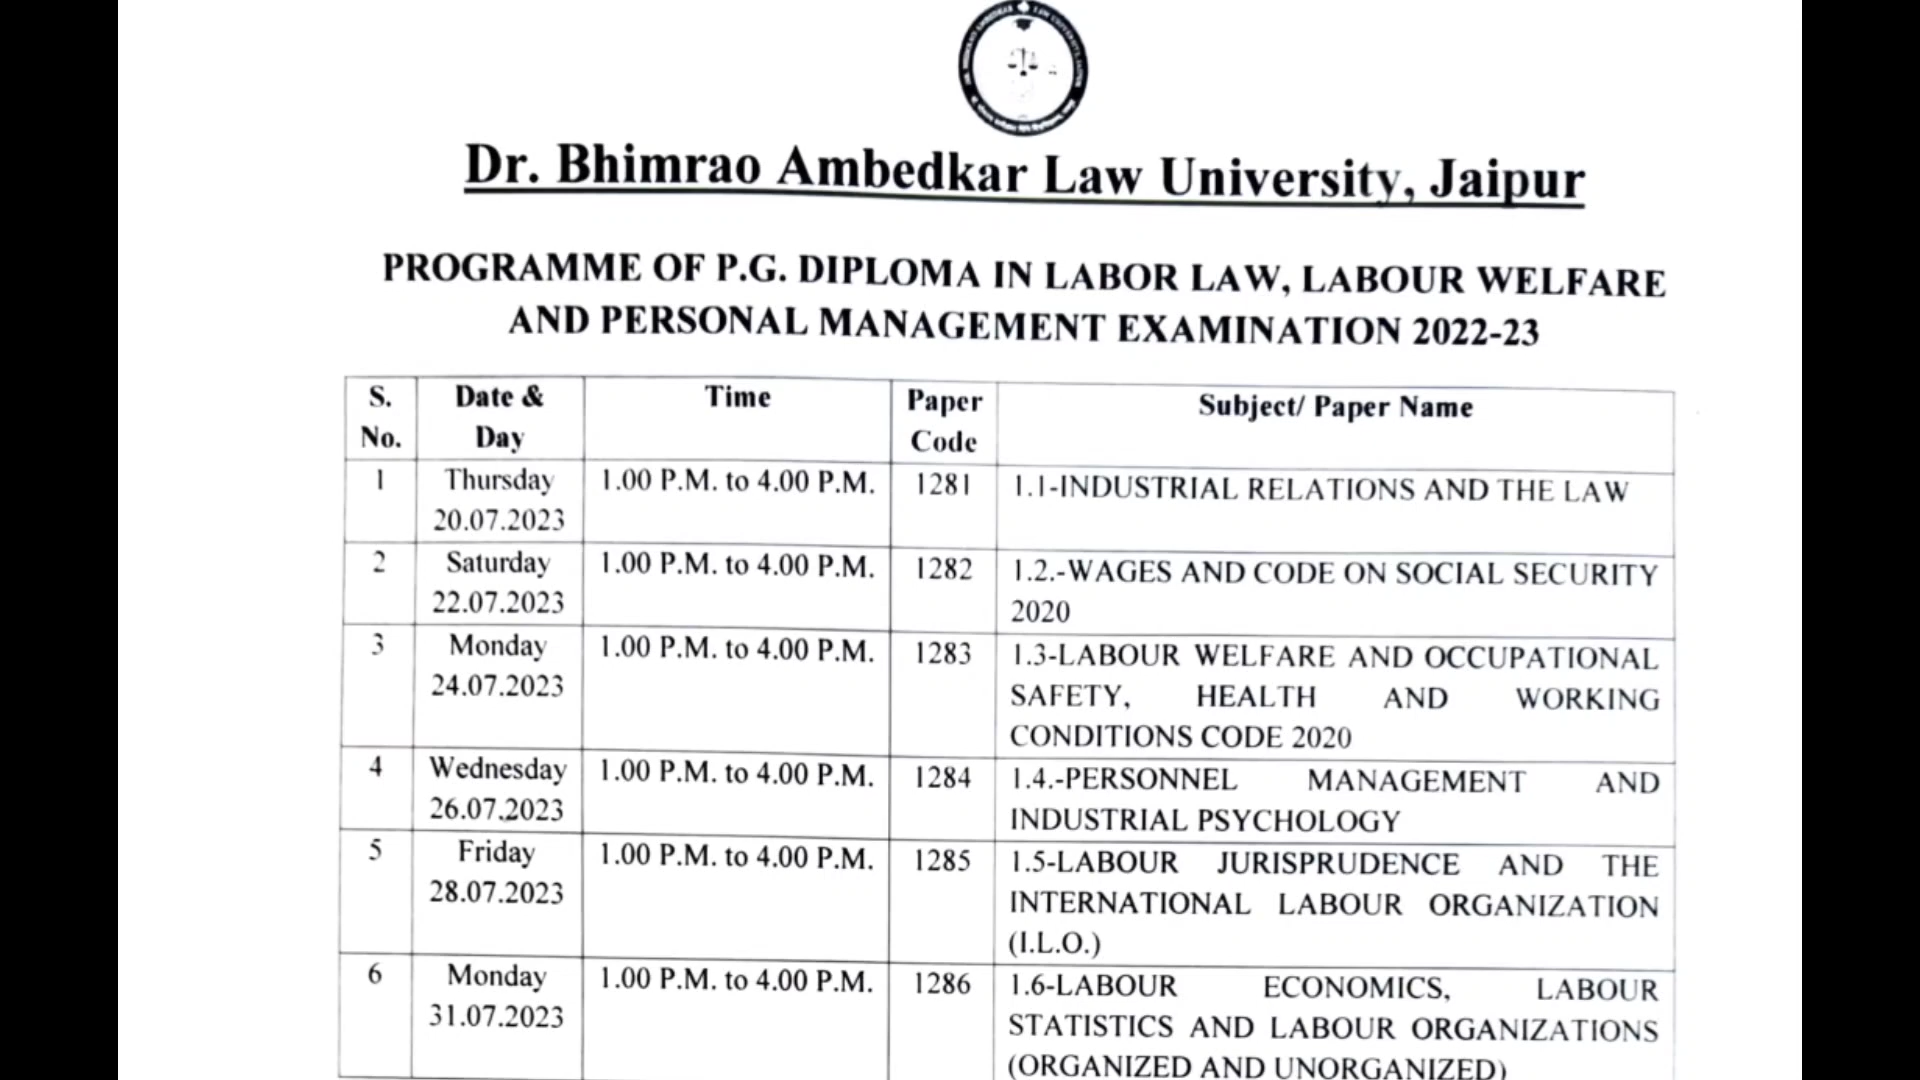 Dr. Bhimrao Ambedkar Law University, Jaipur
PROGRAMME OF P.G. DIPLOMA IN LABOR LAW, LABOUR WELFARE
AND PERSONAL MANAGEMENT EXAMINATION 2022-23
S. No. Date & Day Time Paper Code Subject/ Paper Name
1 Thursday 20.07.2023 1.00 P.M. to 4.00 P.M. 1281 1.1-INDUSTRIAL RELATIONS AND THE LAW
2 Saturday 22.07.2023 1.00 P.M. to 4.00 P.M. 1282 1.2.-WAGES AND CODE ON SOCIAL SECURITY
2020
3 Monday 24.07.2023 1.00 P.M. to 4.00 P.M. 1283 1.3-LABOUR WELFARE AND OCCUPATIONAL
SAFETY, HEALTH AND WORKING
CONDITIONS CODE 2020
4 Wednesday 26.07.2023 1.00 P.M. to 4.00 P.M. 1284 1.4.-PERSONNEL MANAGEMENT AND
INDUSTRIAL PSYCHOLOGY
5 Friday 28.07.2023 1.00 P.M. to 4.00 P.M. 1285 1.5-LABOUR JURISPRUDENCE AND THE
INTERNATIONAL LABOUR ORGANIZATION
(I.L.O.)
6 Monday 31.07.2023 1.00 P.M. to 4.00 P.M. 1286 1.6-LABOUR ECONOMICS, LABOUR
STATISTICS AND LABOUR ORGANIZATIONS
(ORGANIZED AND UNORGANIZED)